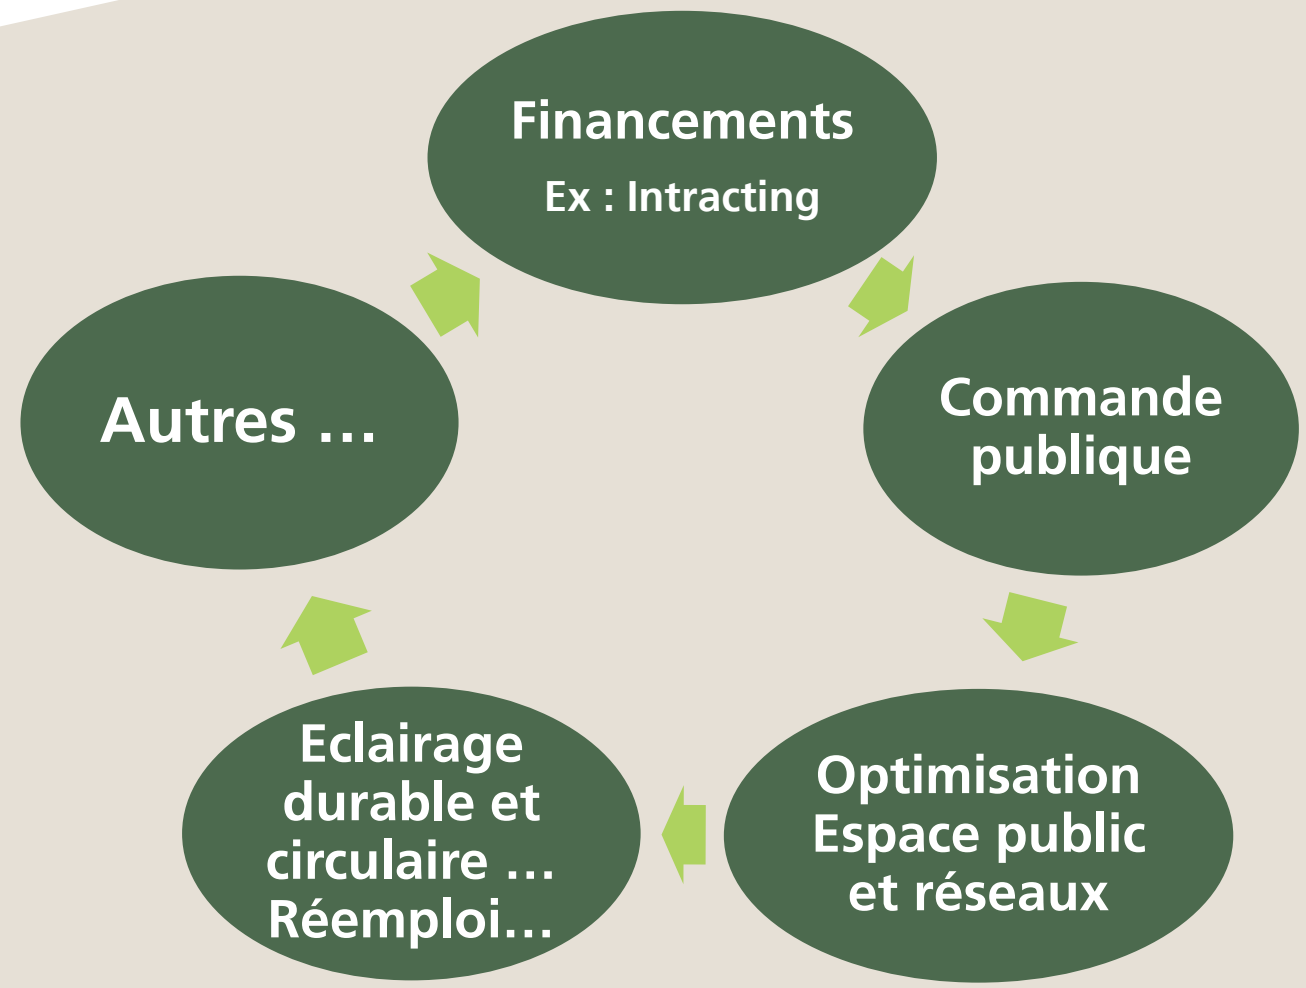 Financements
Ex : Intracting
Commande
publique
Optimisation
Espace public
et réseaux
Eclairage
durable et
circulaire …
Réemploi…
Autres …